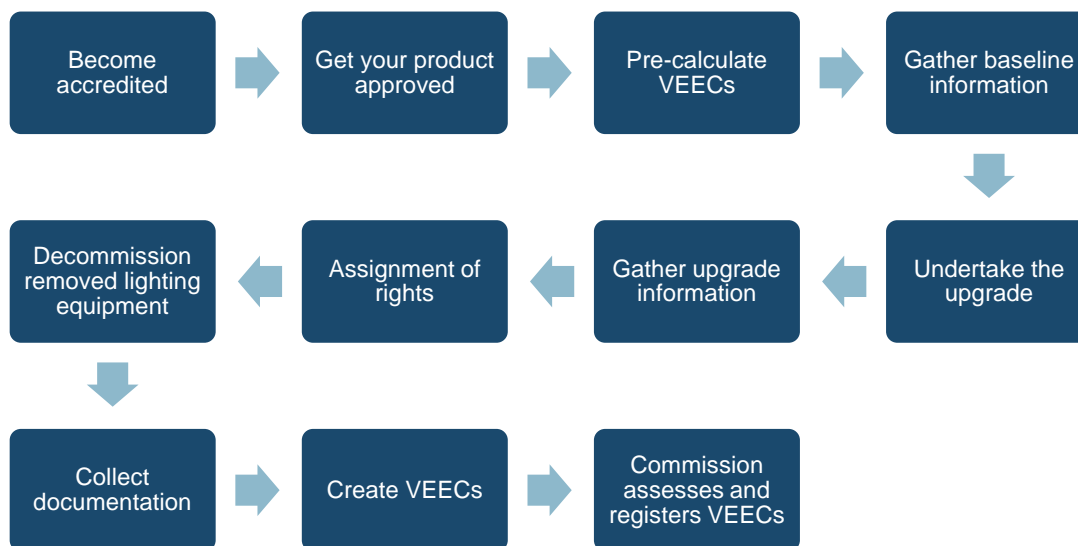 Become
accredited
Get your product
approved
Pre-calculate
VEECs
Gather baseline
information
Undertake the
upgrade
Gather upgrade
information
Assignment of
rights
Decommission
removed lighting
equipment
Collect
documentation
Create VEECs
Commission
assesses and
registers VEECs